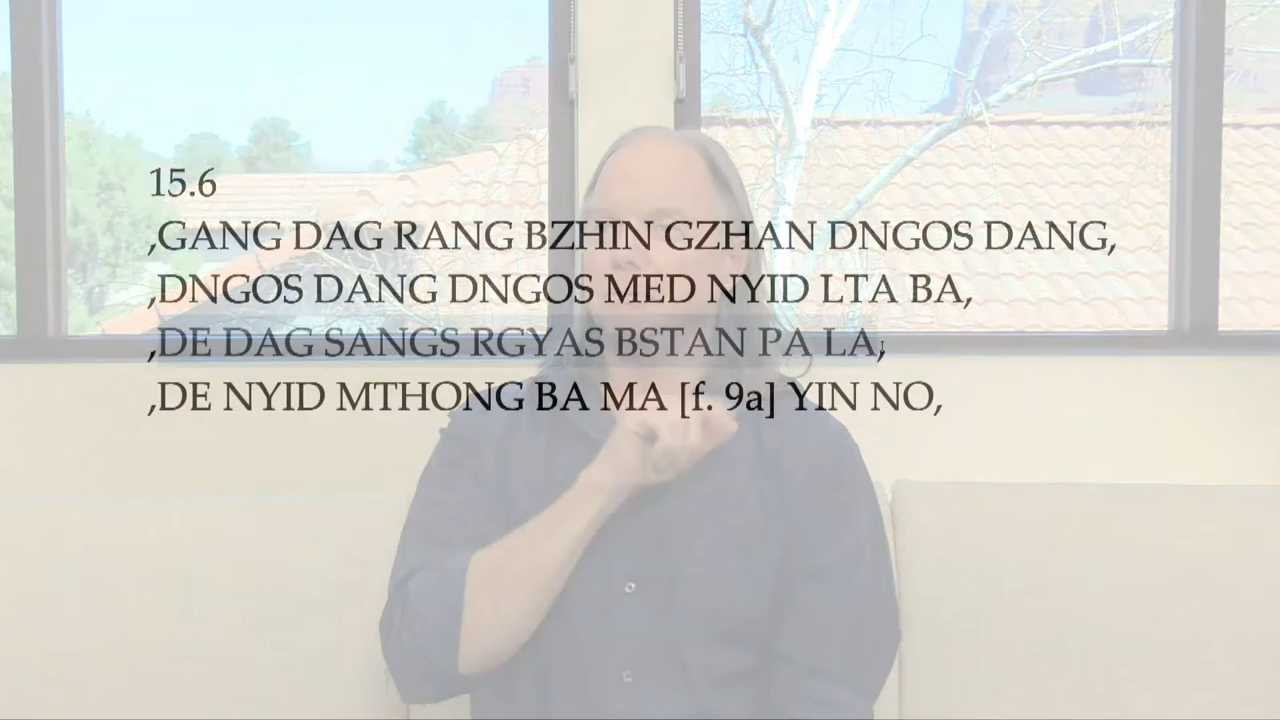 15.6
,GANG DAG RANG BZHIN GZHAN DNGOS DANG,
,DNGOS DANG DNGOS MED NYID LTA BA,
,DE DAG SANGS RGYAS BSTAN PA LA,
,DE NYID MTHONG BA MA [f. 9a] YIN NO,